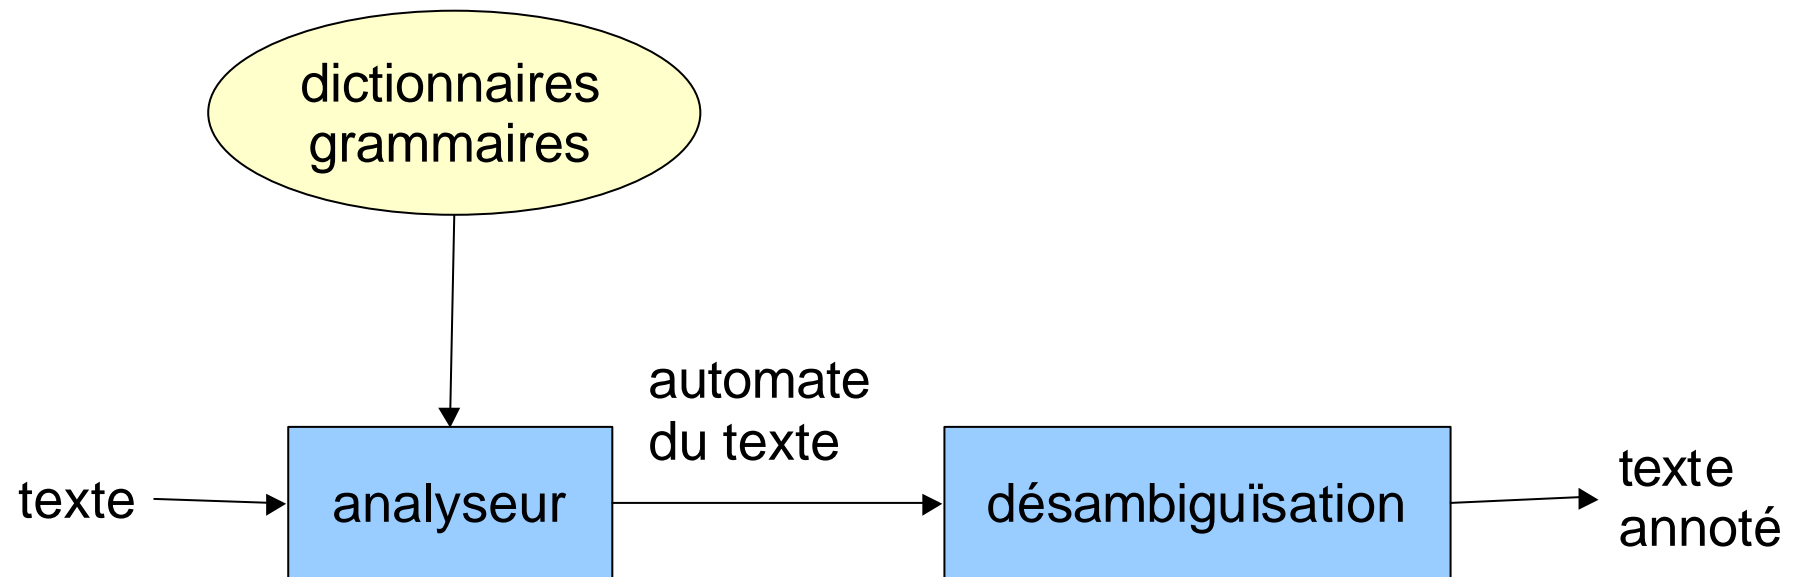 dictionnaires
grammaires
automate
du texte
texte
analyseur
désambiguïsation
texte
annoté